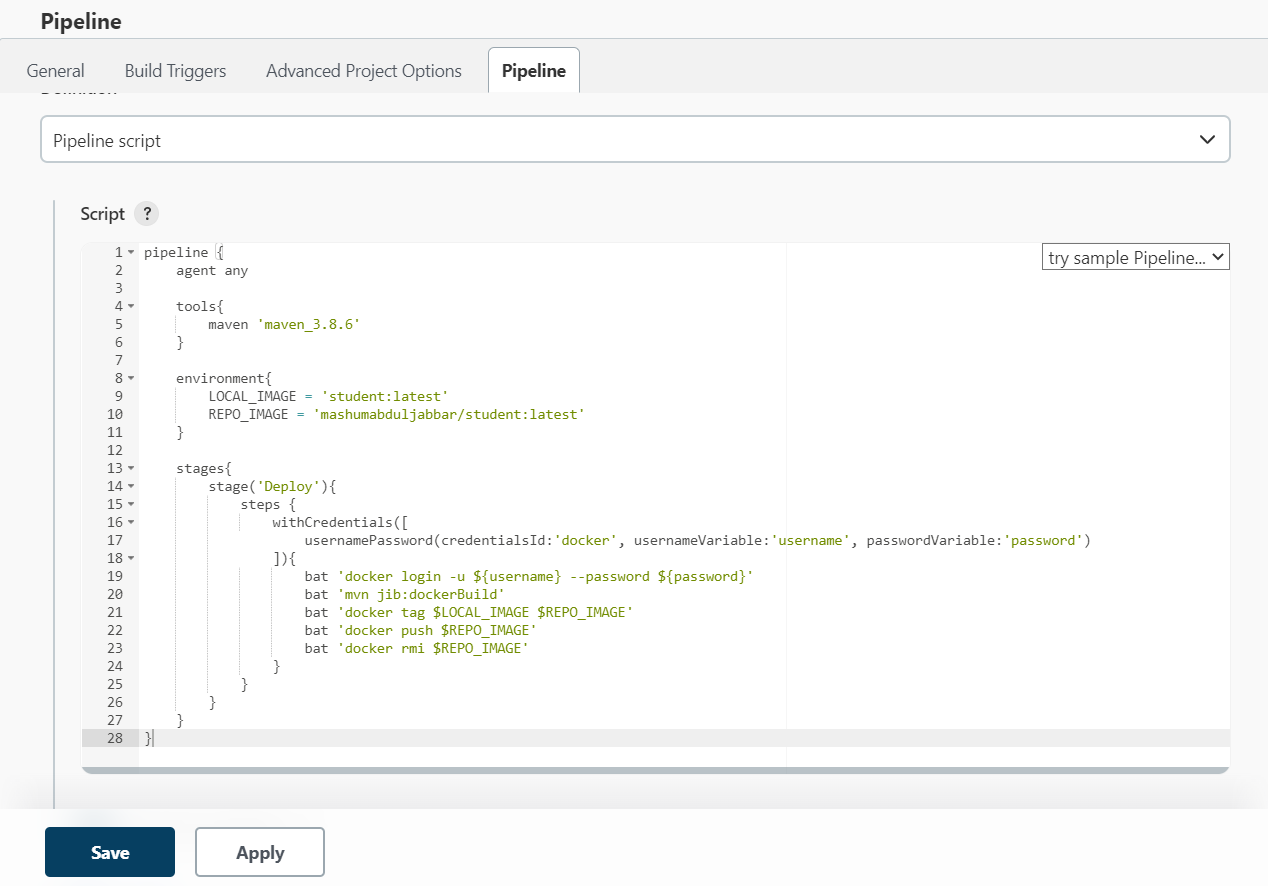 Pipeline
General Build Triggers Advanced Project Options Pipeline
Definition
Pipeline script
Script ?
try sample Pipeline...
1 pipeline {
2     agent any
3
4     tools{
5         maven 'maven_3.8.6'
6     }
7
8     environment{
9         LOCAL_IMAGE = 'student:latest'
10         REPO_IMAGE = 'mashumabduljabbar/student:latest'
11     }
12
13     stages{
14         stage('Deploy'){
15             steps {
16                 withCredentials([
17                     usernamePassword(credentialsId:'docker', usernameVariable:'username', passwordVariable:'password')
18                 ]){
19                     bat 'docker login -u ${username} --password ${password}'
20                     bat 'mvn jib:dockerBuild'
21                     bat 'docker tag $LOCAL_IMAGE $REPO_IMAGE'
22                     bat 'docker push $REPO_IMAGE'
23                     bat 'docker rmi $REPO_IMAGE'
24                 }
25             }
26         }
27     }
28 }
Save Apply